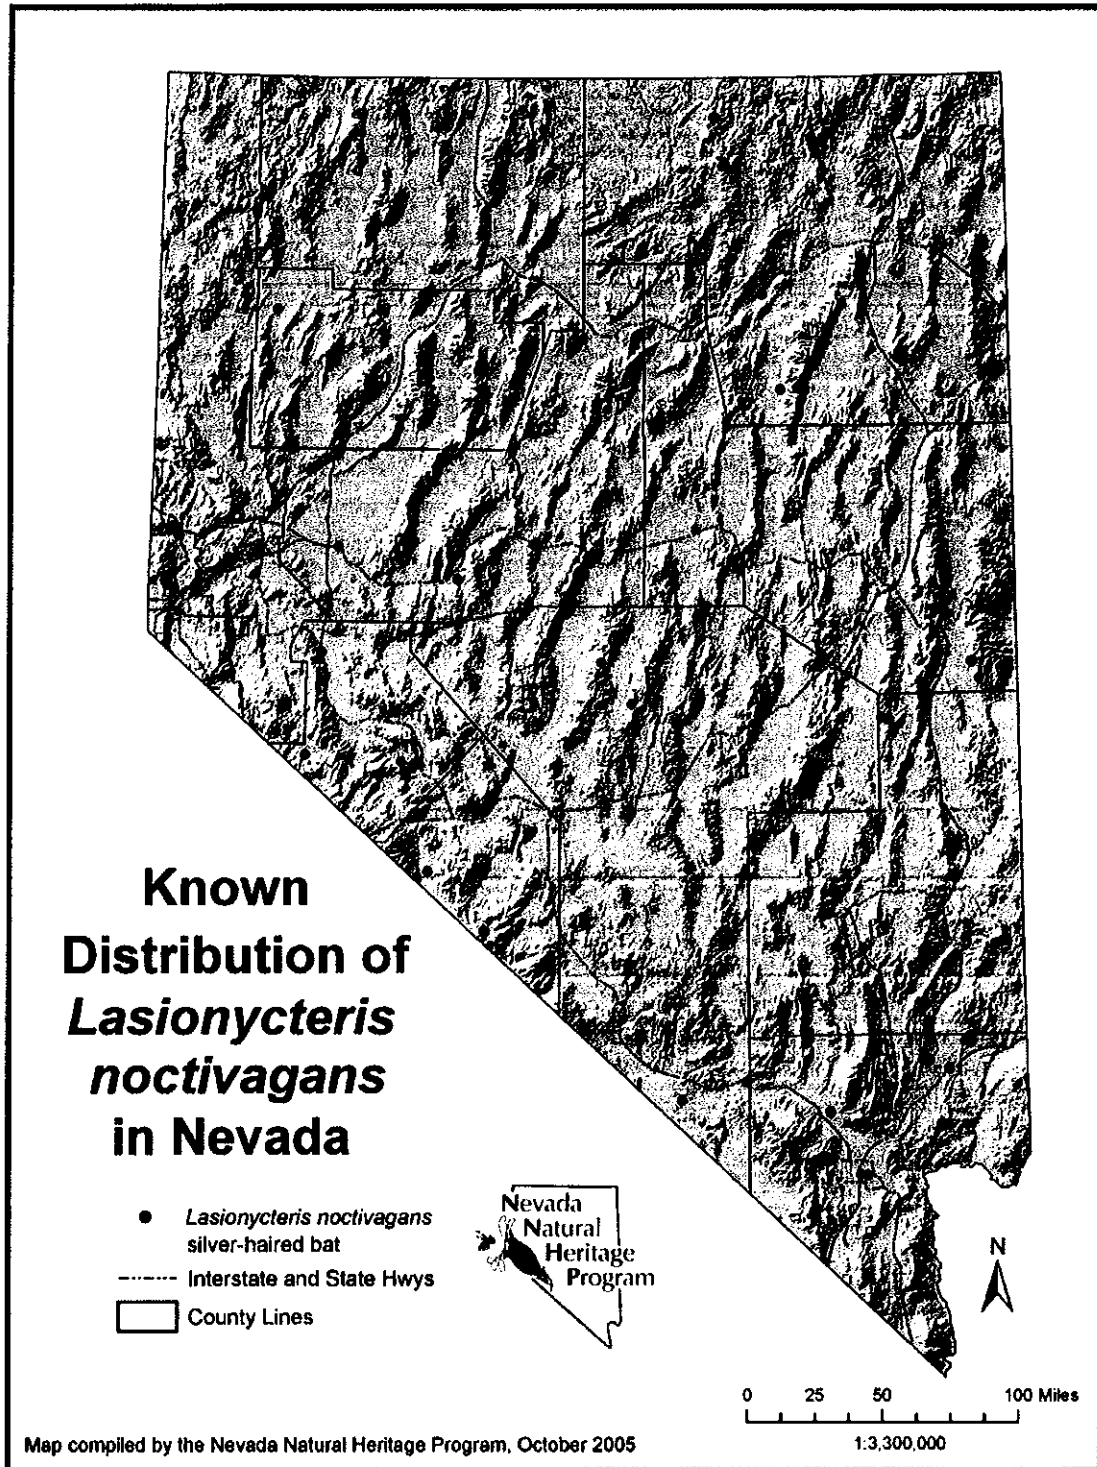 Known
Distribution of
Lasionycteris
noctivagans
in Nevada
Lasionycteris noctivagans
silver-haired bat
Interstate and State Hwys
County Lines
Nevada
Natural
Heritage
Program
N
0 25 50 100 Miles
1:3,300,000
Map compiled by the Nevada Natural Heritage Program, October 2005